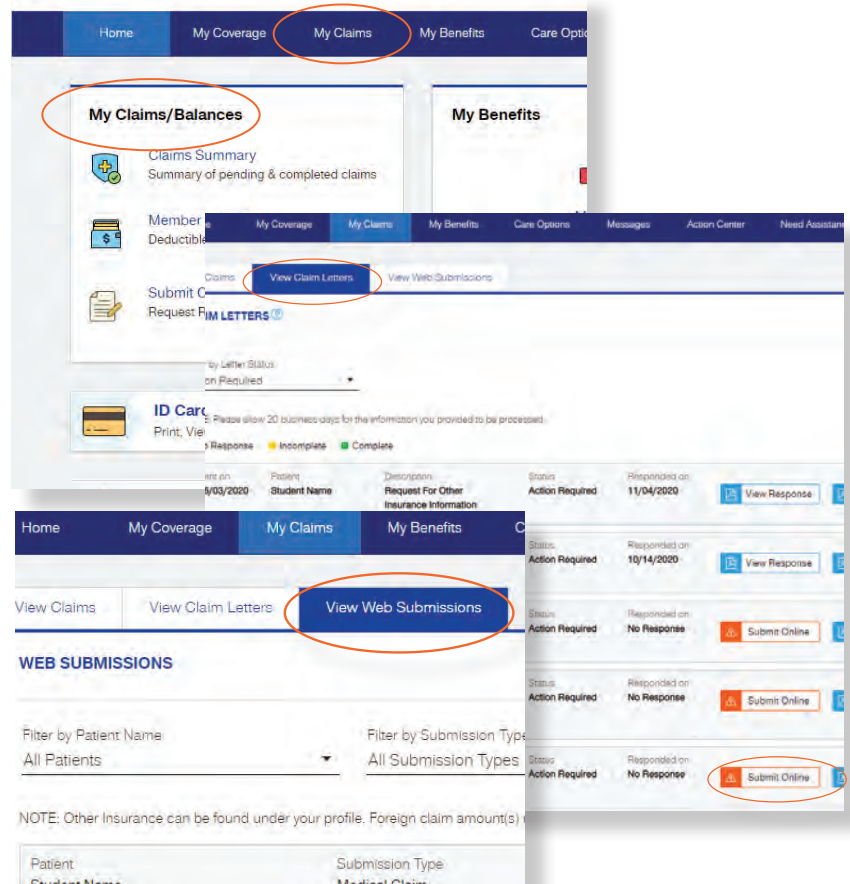 Home My Coverage My Claims My Benefits Care
My Claims/Balances
Claims Summary
Summary of pending & completed claims
Member
Deductible
Submit
Request
ID
Print,
My Benefits
My Coverage My Claims My Benefits Care Options Messages Action Center Need
Claims View Claim Letters View Web Submissions
LETTERS
by Letter Status
Required
Please allow 20 business days for the information you provided to be processed.
Response Incomplete Complete
on Patient Description Status Responded on
/03/2020 Student Name Request For Other Action Required 11/04/2020 View Response
Insurance Information
Status Responded on
Action Required 10/14/2020 View Response
Status Responded on
Action Required No Response Submit Online
Status Responded on
Action Required No Response Submit Online
Status Responded on
Action Required No Response Submit Online
Home My Coverage My Claims My Benefits
View Claims View Claim Letters View Web Submissions
WEB SUBMISSIONS
Filter by Patient Name Filter by Submission Type
All Patients All Submission Types
NOTE: Other Insurance can be found under your profile. Foreign claim amount(s)
Patient Submission Type
Student Name Medical Claim